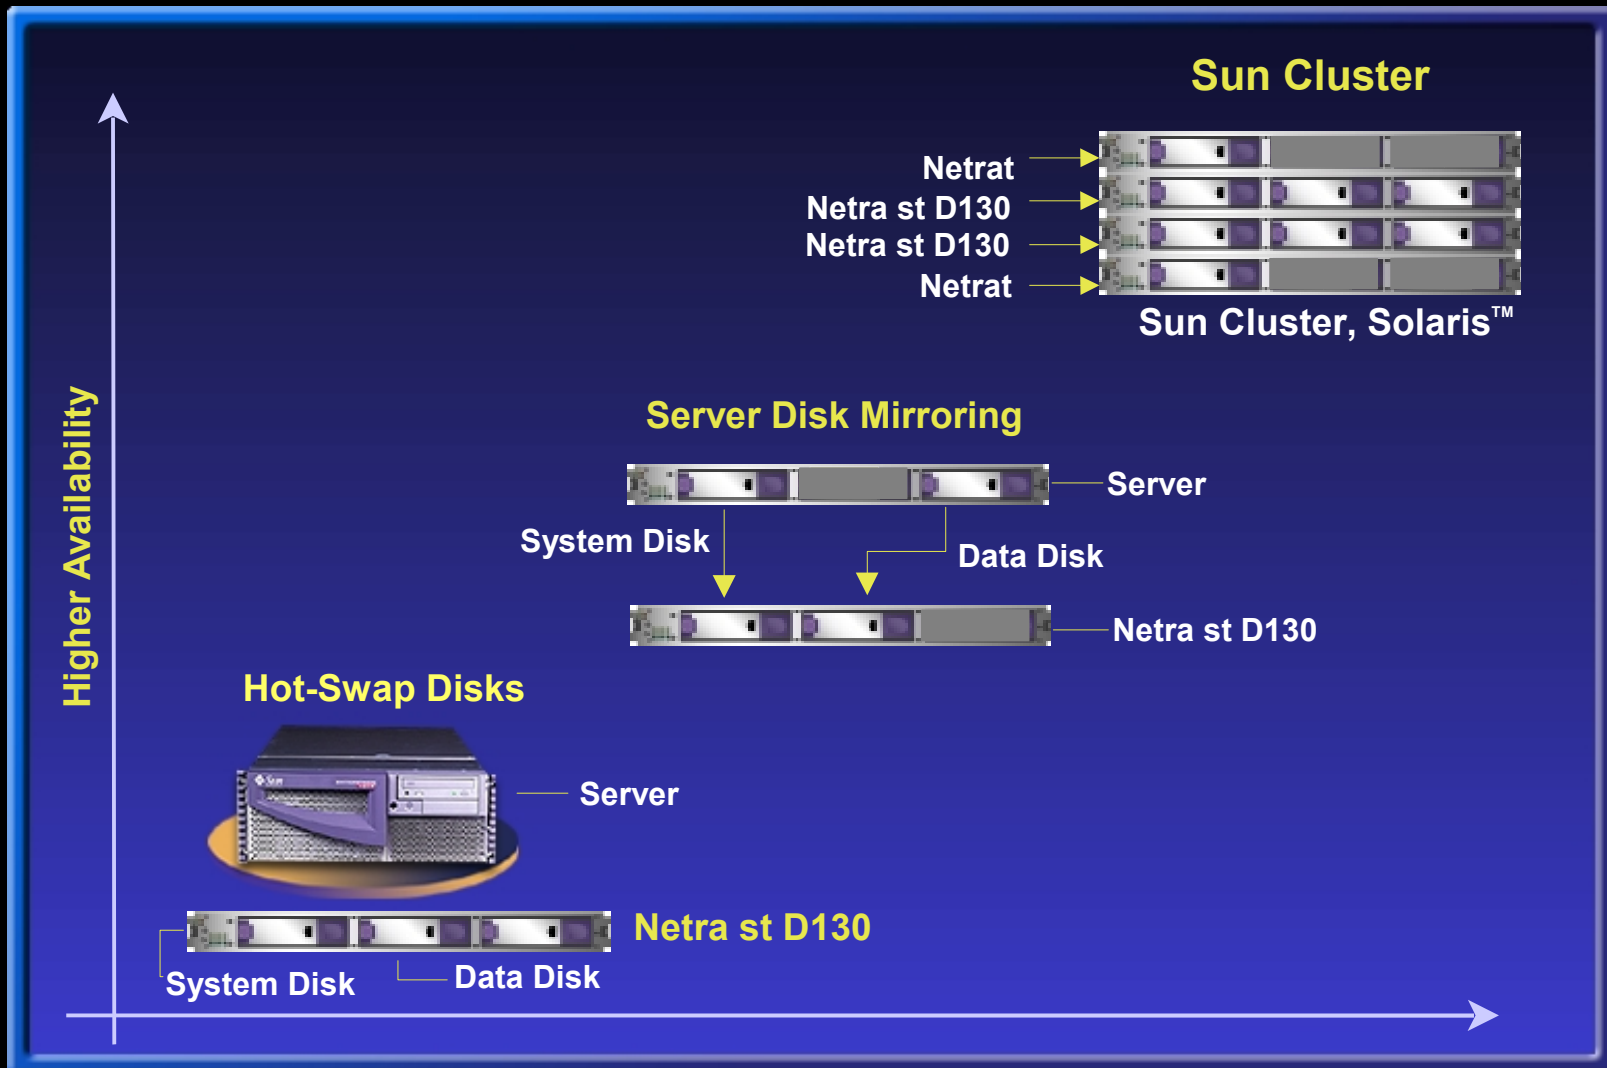 Sun Cluster
Netrat
Netra st D130
Netra st D130
Netrat
Sun Cluster, Solaris™
Higher Availability
Server Disk Mirroring
Server
System Disk
Data Disk
Netra st D130
Hot-Swap Disks
Sun
Server
Netra st D130
System Disk
Data Disk